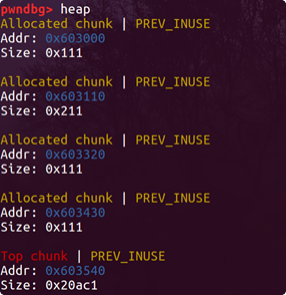 pwndbg> heap
Allocated chunk | PREV_INUSE
Addr: 0x603000
Size: 0x111
Allocated chunk | PREV_INUSE
Addr: 0x603110
Size: 0x211
Allocated chunk | PREV_INUSE
Addr: 0x603320
Size: 0x111
Allocated chunk | PREV_INUSE
Addr: 0x603430
Size: 0x111
Top chunk | PREV_INUSE
Addr: 0x603540
Size: 0x20ac1